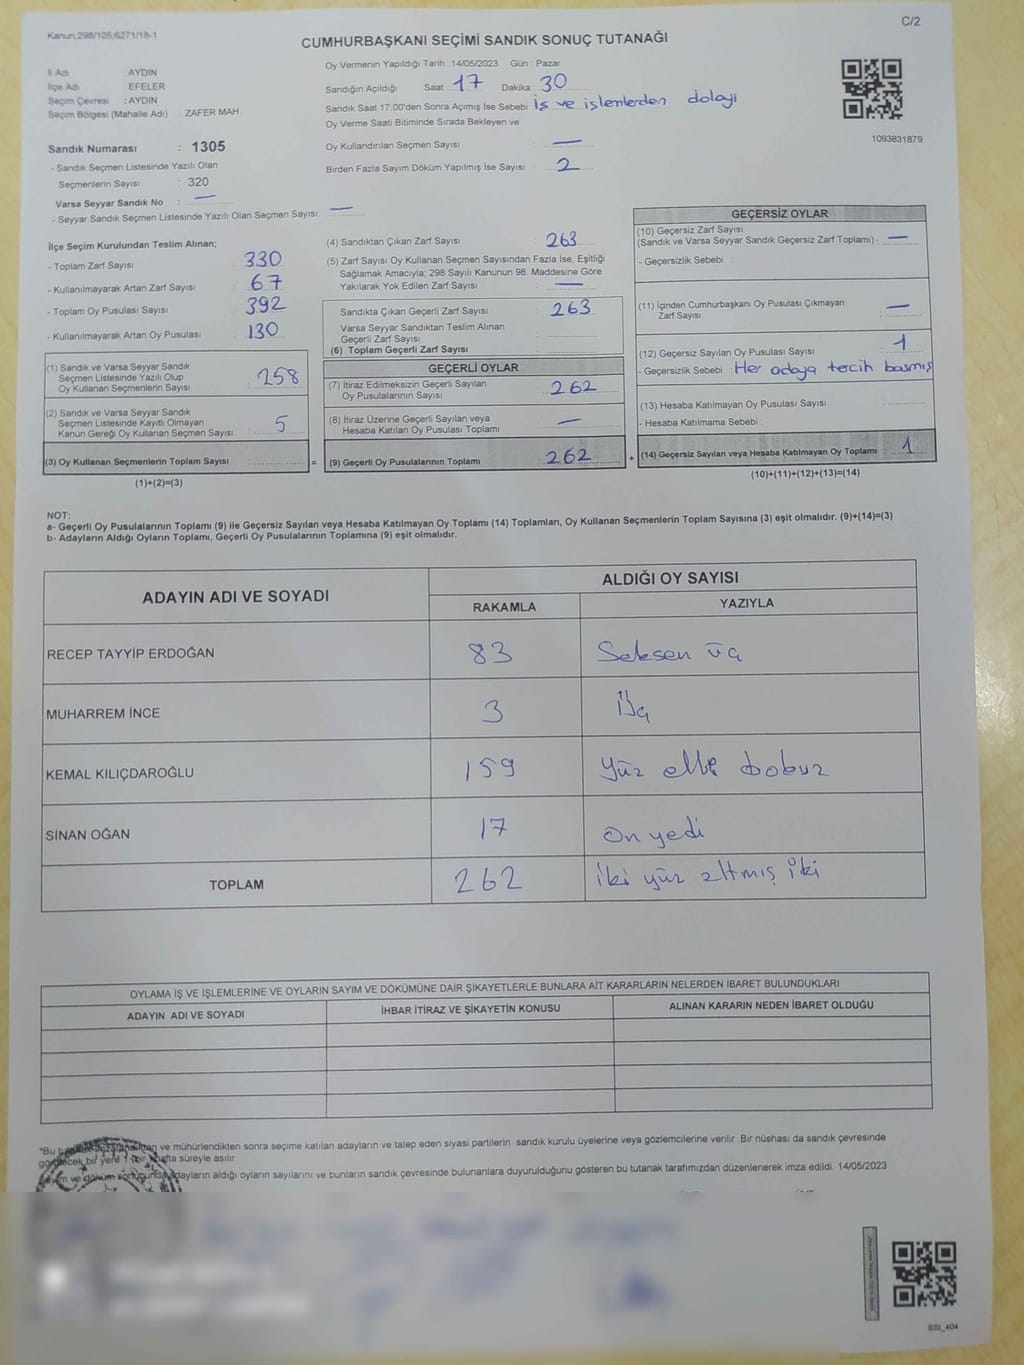 Kanun;298/105;6271/18-1
C/2
CUMHURBAŞKANI SEÇİMİ SANDIK SONUÇ TUTANAĞI
İl Adı : AYDIN
İlçe Adı : EFELER
Seçim Çevresi : AYDIN
Seçim Bölgesi (Mahalle Adı) : ZAFER MAH.
Sandık Numarası : 1305
- Sandık Seçmen Listesinde Yazılı Olan
Seçmenlerin Sayısı : 320
Varsa Seyyar Sandık No : —
- Seyyar Sandık Seçmen Listesinde Yazılı Olan Seçmen Sayısı: —
Oy Vermenin Yapıldığı Tarih :14/05/2023 Gün : Pazar
Sandığın Açıldığı Saat 17 Dakika 30
Sandık Saat 17:00'den Sonra Açılmış İse Sebebi İş ve işlemlerden dolayı
Oy Verme Saati Bitiminde Sırada Bekleyen ve
Oy Kullandırılan Seçmen Sayısı : —
Birden Fazla Sayım Döküm Yapılmış İse Sayısı : 2
1093831879
İlçe Seçim Kurulundan Teslim Alınan;
- Toplam Zarf Sayısı : 330
- Kullanılmayarak Artan Zarf Sayısı : 67
- Toplam Oy Pusulası Sayısı : 392
- Kullanılmayarak Artan Oy Pusulası : 130
(1) Sandık ve Varsa Seyyar Sandık
Seçmen Listesinde Yazılı Olup
Oy Kullanan Seçmenlerin Sayısı : 258
(2) Sandık ve Varsa Seyyar Sandık
Seçmen Listesinde Kayıtlı Olmayan
Kanun Gereği Oy Kullanan Seçmen Sayısı : 5
(3) Oy Kullanan Seçmenlerin Toplam Sayısı :
(1)+(2)=(3)
(4) Sandıktan Çıkan Zarf Sayısı : 263
(5) Zarf Sayısı Oy Kullanan Seçmen Sayısından Fazla İse, Eşitliği
Sağlamak Amacıyla; 298 Sayılı Kanunun 98. Maddesine Göre
Yakılarak Yok Edilen Zarf Sayısı : —
Sandıkta Çıkan Geçerli Zarf Sayısı : 263
Varsa Seyyar Sandıktan Teslim Alınan
Geçerli Zarf Sayısı :
(6) Toplam Geçerli Zarf Sayısı :
GEÇERLİ OYLAR
(7) İtiraz Edilmeksizin Geçerli Sayılan
Oy Pusulalarının Sayısı : 262
(8) İtiraz Üzerine Geçerli Sayılan veya
Hesaba Katılan Oy Pusulası Toplamı : —
= (9) Geçerli Oy Pusulalarının Toplamı : 262
GEÇERSİZ OYLAR
(10) Geçersiz Zarf Sayısı
(Sandık ve Varsa Seyyar Sandık Geçersiz Zarf Toplamı) : —
- Geçersizlik Sebebi :
(11) İçinden Cumhurbaşkanı Oy Pusulası Çıkmayan
Zarf Sayısı : —
(12) Geçersiz Sayılan Oy Pusulası Sayısı : 1
- Geçersizlik Sebebi : Her adaya tercih basmış
(13) Hesaba Katılmayan Oy Pusulası Sayısı :
- Hesaba Katılmama Sebebi :
+ (14) Geçersiz Sayılan veya Hesaba Katılmayan Oy Toplamı : 1
(10)+(11)+(12)+(13)=(14)
NOT:
a- Geçerli Oy Pusulalarının Toplamı (9) ile Geçersiz Sayılan veya Hesaba Katılmayan Oy Toplamı (14) Toplamları, Oy Kullanan Seçmenlerin Toplam Sayısına (3) eşit olmalıdır. (9)+(14)=(3)
b- Adayların Aldığı Oyların Toplamı, Geçerli Oy Pusulalarının Toplamına (9) eşit olmalıdır.
ADAYIN ADI VE SOYADI
ALDIĞI OY SAYISI
RAKAMLA YAZIYLA
RECEP TAYYİP ERDOĞAN 83 Seksen üç
MUHARREM İNCE 3 Üç
KEMAL KILIÇDAROĞLU 159 Yüz elli dokuz
SİNAN OĞAN 17 On yedi
TOPLAM 262 iki yüz altmış iki
OYLAMA İŞ VE İŞLEMLERİNE VE OYLARIN SAYIM VE DÖKÜMÜNE DAİR ŞİKAYETLERLE BUNLARA AİT KARARLARIN NELERDEN İBARET BULUNDUKLARI
ADAYIN ADI VE SOYADI İHBAR İTİRAZ VE ŞİKAYETİN KONUSU ALINAN KARARIN NEDEN İBARET OLDUĞU
*Bu ve mühürlendikten sonra seçime katılan adayların ve talep eden siyasi partilerin sandık kurulu üyelerine veya gözlemcilerine verilir. Bir nüshası da sandık çevresinde
bir yere 1 (bir) hafta süreyle asılır.
Sayım ve döküm adayların aldığı oyların sayılarını ve bunların sandık çevresinde bulunanlara duyurulduğunu gösteren bu tutanak tarafımızdan düzenlenerek imza edildi. 14/05/2023
SSI_404